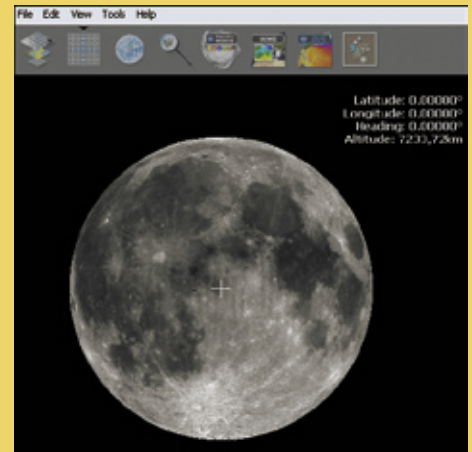 File Edit View Tools Help
Latitude: 0.00000°
Longitude: 0.00000°
Heading: 0.00000°
Altitude: 7233,72km